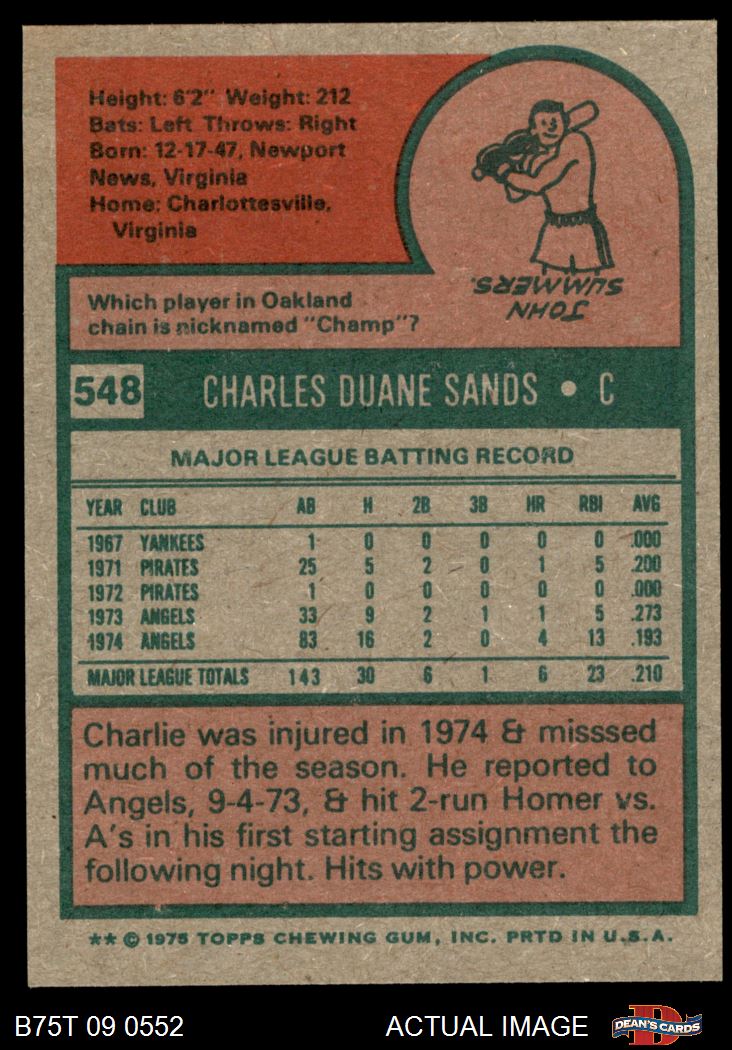 Height: 6'2" Weight: 212
Bats: Left Throws: Right
Born: 12-17-47, Newport
News, Virginia
Home: Charlottesville,
Virginia
JOHN
SUMMERS.
Which player in Oakland
chain is nicknamed "Champ"?
548 CHARLES DUANE SANDS • C
MAJOR LEAGUE BATTING RECORD
YEAR CLUB AB H 2B 3B HR RBI AVG
1967 YANKEES 1 0 0 0 0 0 .000
1971 PIRATES 25 5 2 0 1 5 .200
1972 PIRATES 1 0 0 0 0 0 .000
1973 ANGELS 33 9 2 1 1 5 .273
1974 ANGELS 83 16 2 0 4 13 .193
MAJOR LEAGUE TOTALS 143 30 6 1 6 23 .210
Charlie was injured in 1974 & misssed
much of the season. He reported to
Angels, 9-4-73, & hit 2-run Homer vs.
A's in his first starting assignment the
following night. Hits with power.
** © 1975 TOPPS CHEWING GUM, INC. PRTD IN U.S.A.
B75T 09 0552 ACTUAL IMAGE
D
DEAN'S CARDS